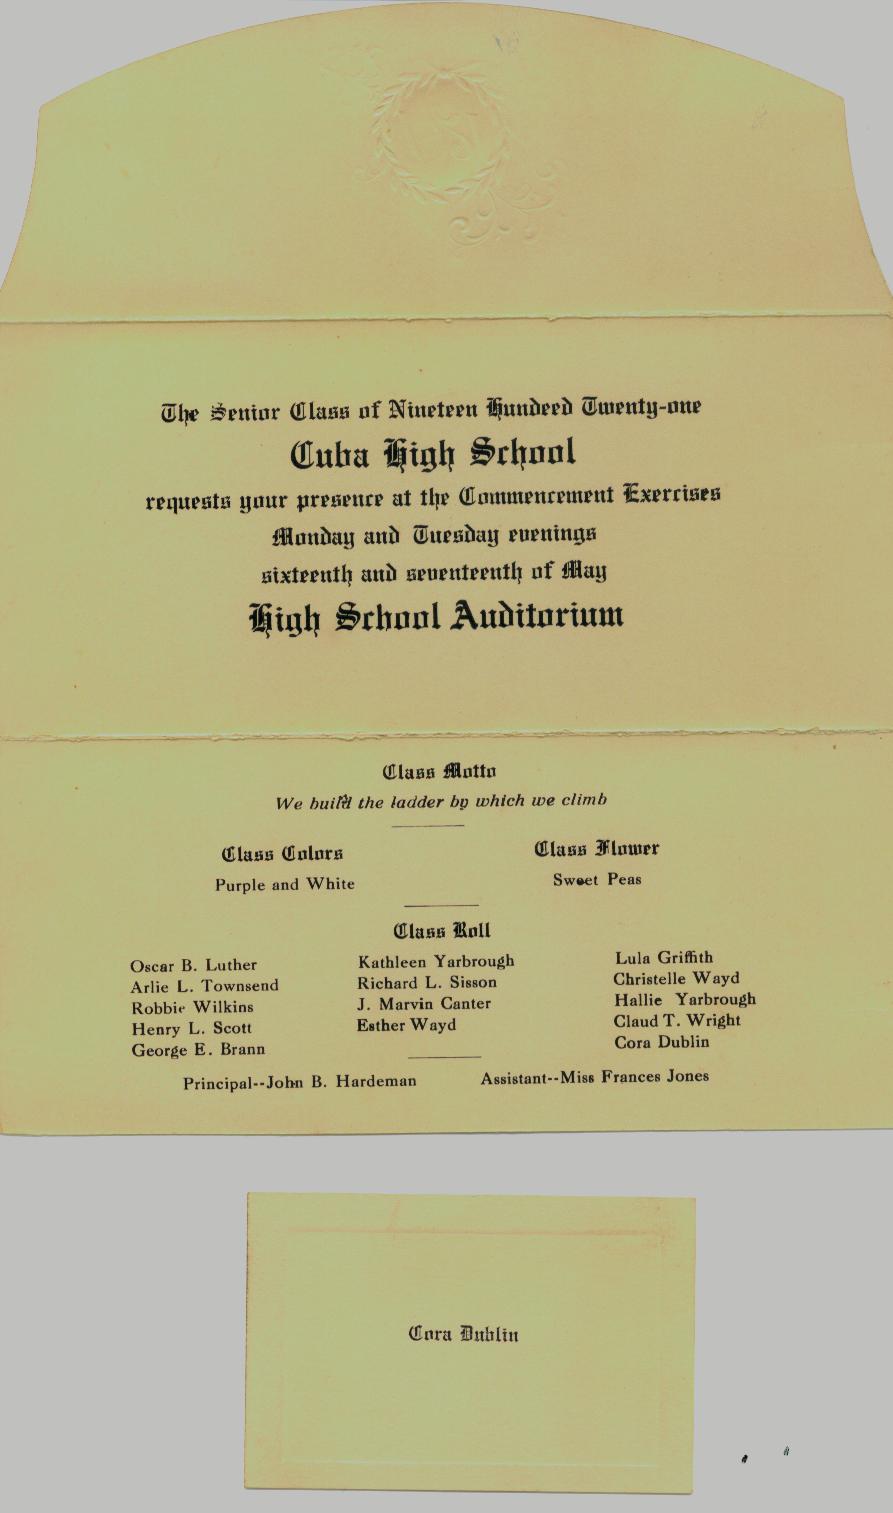 The Senior Class of Nineteen Hundeed Twenty-one
Cuba High School
requests your presence at the Commencement Exercises
Monday and Tuesday evenings
sixteenth and seventeenth of May
High School Auditorium
Class Motto
We build the ladder by which we climb
Class Colors
Purple and White
Class Flower
Sweet Peas
Class Roll
Oscar B. Luther
Arlie L. Townsend
Robbie Wilkins
Henry L. Scott
George E. Brann
Kathleen Yarbrough
Richard L. Sisson
J. Marvin Canter
Esther Wayd
Lula Griffith
Christelle Wayd
Hallie Yarbrough
Claud T. Wright
Cora Dublin
Principal--John B. Hardeman
Assistant--Miss Frances Jones
Cora Dublin